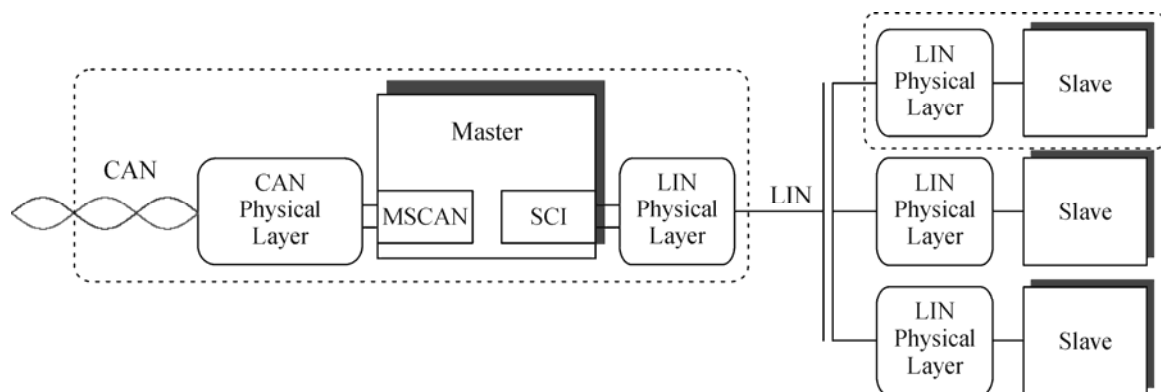 CAN
CAN
Physical
Layer
Master
MSCAN
SCI
LIN
Physical
Layer
LIN
LIN
Physical
Layer
Slave
LIN
Physical
Layer
Slave
LIN
Physical
Layer
Slave